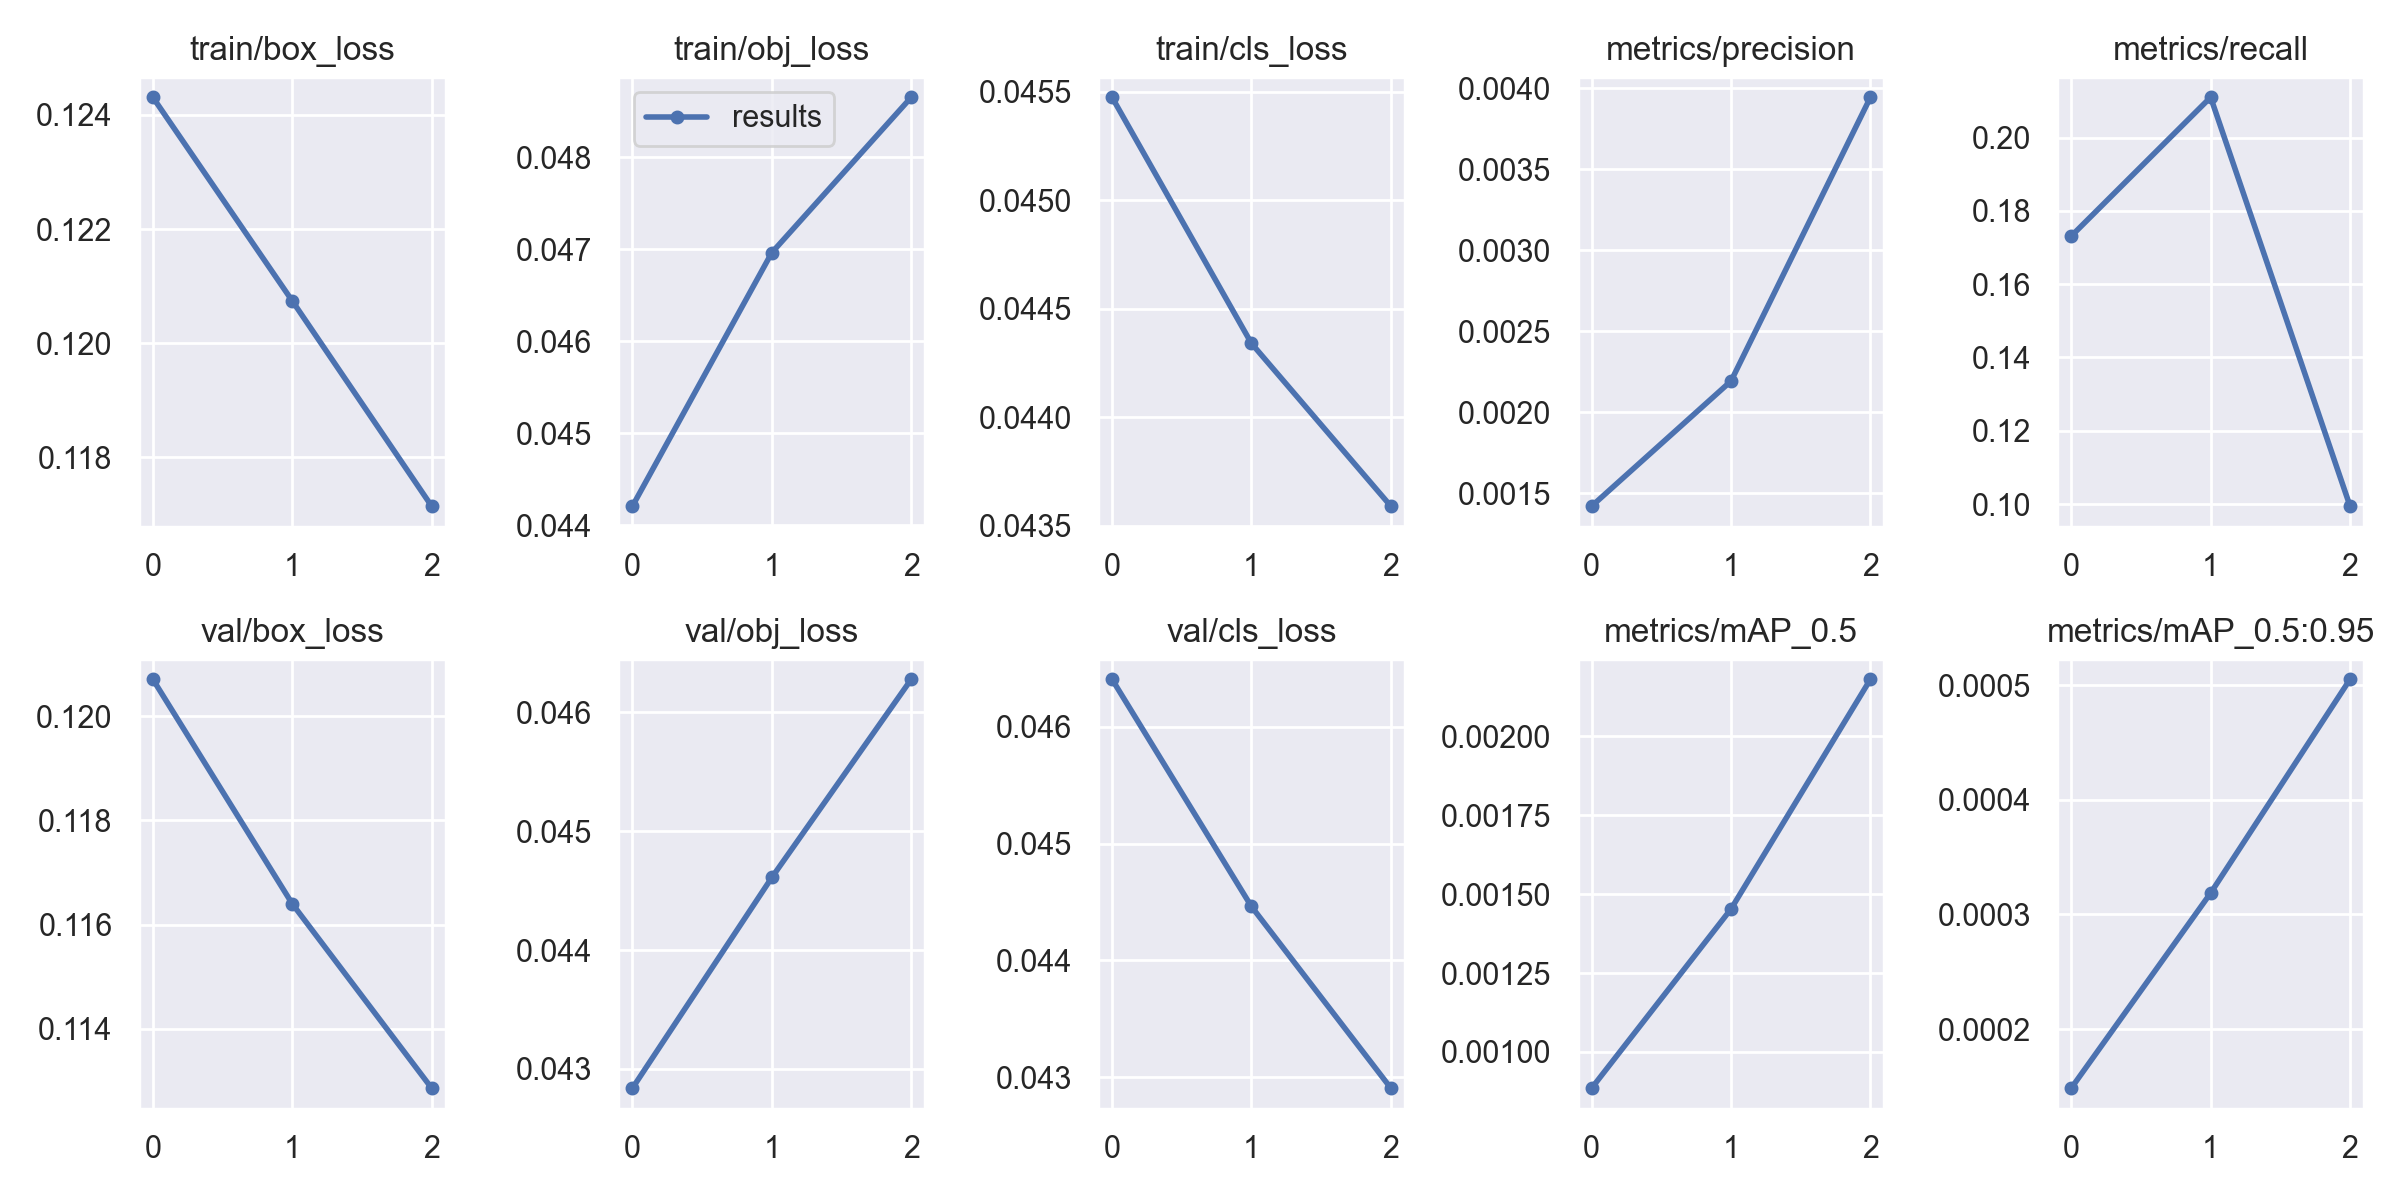 train/box_loss
0.124
0.122
0.120
0.118
0 1 2
train/obj_loss
results
0.048
0.047
0.046
0.045
0.044
0 1 2
train/cls_loss
0.0455
0.0450
0.0445
0.0440
0.0435
0 1 2
metrics/precision
0.0040
0.0035
0.0030
0.0025
0.0020
0.0015
0 1 2
metrics/recall
0.20
0.18
0.16
0.14
0.12
0.10
0 1 2
val/box_loss
0.120
0.118
0.116
0.114
0 1 2
val/obj_loss
0.046
0.045
0.044
0.043
0 1 2
val/cls_loss
0.046
0.045
0.044
0.043
0 1 2
metrics/mAP_0.5
0.00200
0.00175
0.00150
0.00125
0.00100
0 1 2
metrics/mAP_0.5:0.95
0.0005
0.0004
0.0003
0.0002
0 1 2